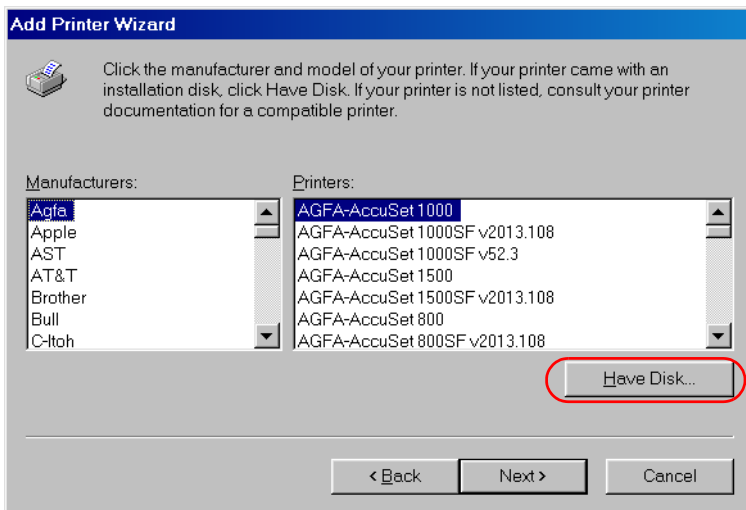 Add Printer Wizard
Click the manufacturer and model of your printer. If your printer came with an
installation disk, click Have Disk. If your printer is not listed, consult your printer
documentation for a compatible printer.
Manufacturers:
Agfa
Apple
AST
AT&T
Brother
Bull
C-Itoh
Printers:
AGFA-AccuSet 1000
AGFA-AccuSet 1000SF v2013.108
AGFA-AccuSet 1000SF v52.3
AGFA-AccuSet 1500
AGFA-AccuSet 1500SF v2013.108
AGFA-AccuSet 800
AGFA-AccuSet 800SF v2013.108
Have Disk...
< Back
Next >
Cancel